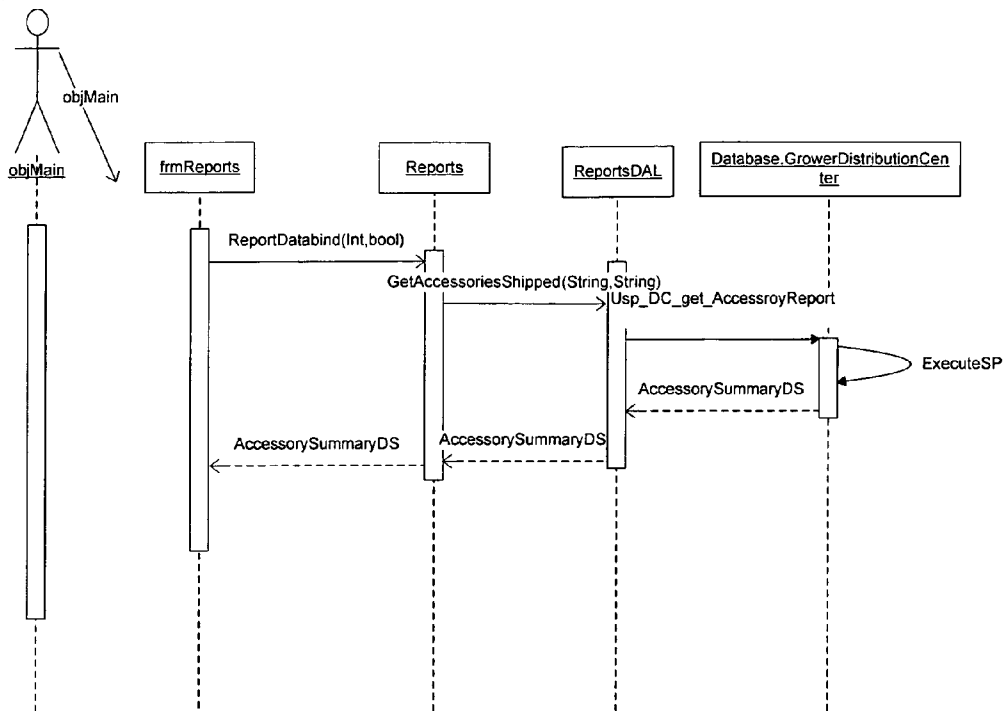 objMain
objMain
frmReports
Reports
ReportsDAL
Database.GrowerDistributionCen
ter
ReportDatabind(Int,bool)
GetAccessoriesShipped(String,String)
Usp_DC_get_AccessroyReport
ExecuteSP
AccessorySummaryDS
AccessorySummaryDS
AccessorySummaryDS